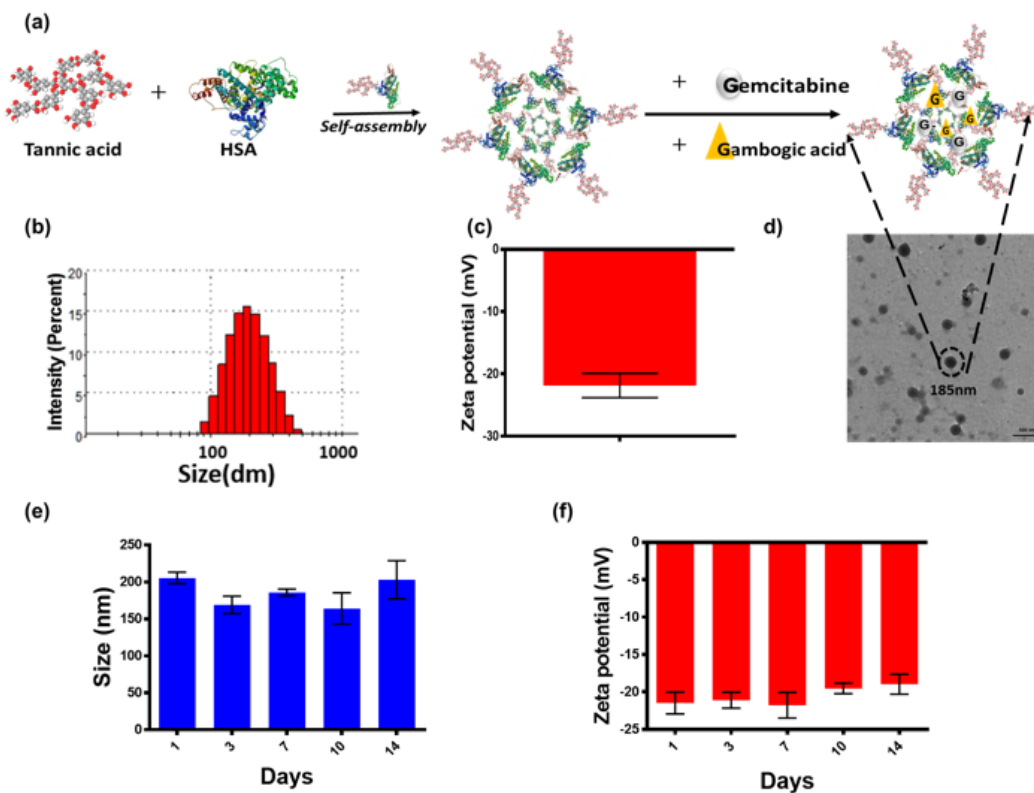 (a)
Tannic acid
+
HSA
Self-assembly
+ Gemcitabine
+ Gambogic acid
G
G
G
G
G
G
(b)
Intensity (Percent)
20
15
10
5
0
100
1000
Size(dm)
(c)
Zeta potential (mV)
0
-10
-20
-30
d)
185nm
(e)
Size (nm)
250
200
150
100
50
0
1
3
7
10
14
Days
(f)
Zeta potential (mV)
0
-5
-10
-15
-20
-25
1
3
7
10
14
Days